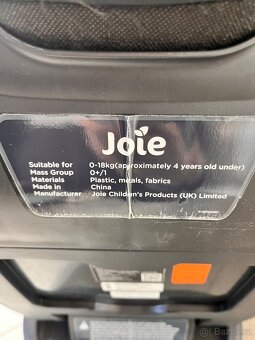 Joie
Suitable for 0-18kg(approximately 4 years old under)
Mass Group 0+/1
Materials Plastic, metals, fabrics
Made in China
Manufacturer Joie Children's Products (UK) Limited